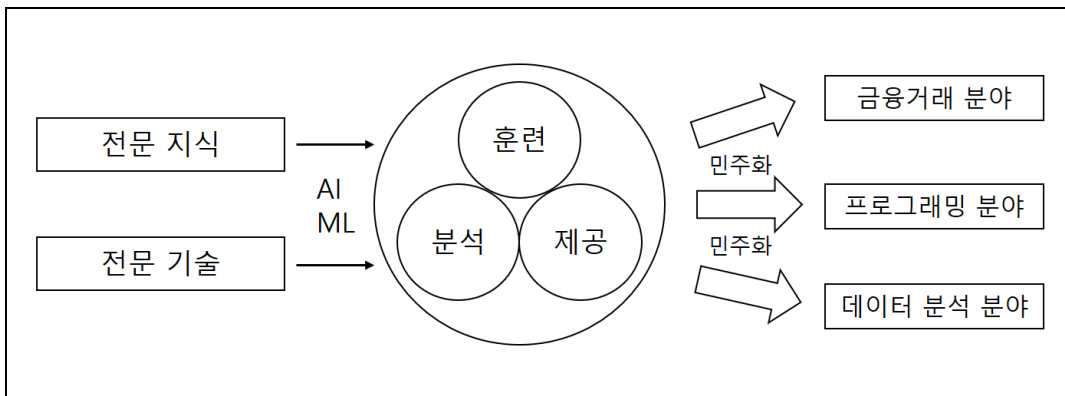 전문 지식
전문 기술
AI
ML
훈련
분석
제공
민주화
민주화
금융거래 분야
프로그래밍 분야
데이터 분석 분야